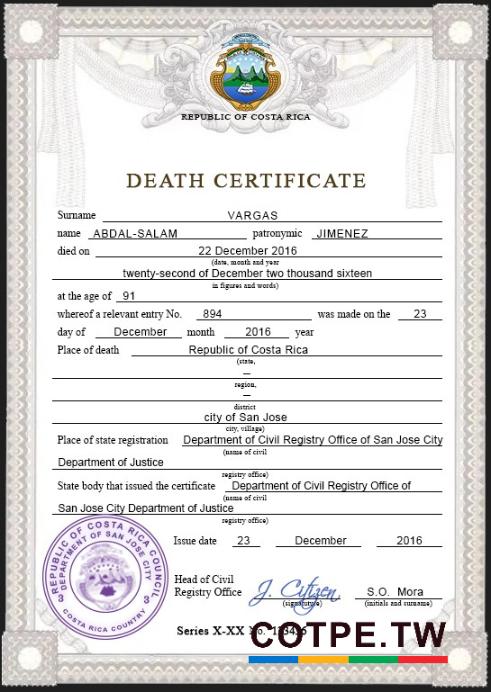 REPUBLIC OF COSTA RICA
DEATH CERTIFICATE
Surname VARGAS
name ABDAL-SALAM patronymic JIMENEZ
died on 22 December 2016
(date, month and year
twenty-second of December two thousand sixteen
in figures and words)
at the age of 91
whereof a relevant entry No. 894 was made on the 23
day of December month 2016 year
Place of death Republic of Costa Rica
(state,
—
region,
—
district
city of San Jose
city, village)
Place of state registration Department of Civil Registry Office of San Jose City
(name of civil
Department of Justice
registry office)
State body that issued the certificate Department of Civil Registry Office of
(name of civil
San Jose City Department of Justice
registry office)
REPUBLIC OF COSTA RICA COUNCIL
DEPARTMENT OF SAN JOSE CITY
3 3
COSTA RICA COUNTRY
Issue date 23 December 2016
Head of Civil
Registry Office J. Citizen S.O. Mora
(signature) (initials and surname)
Series X-XX No.
COTPE.TW